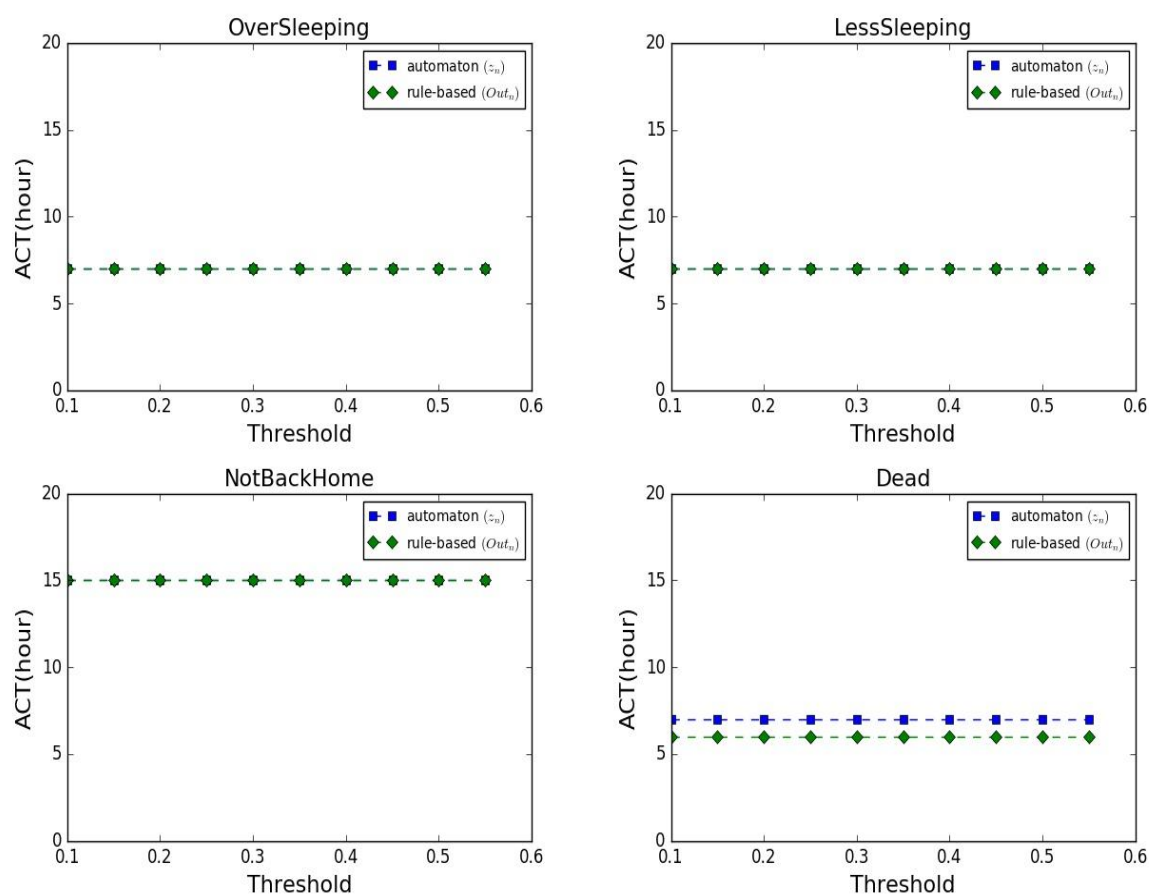 OverSleeping
automaton (z_n)
rule-based (Out_n)
ACT(hour)
20
15
10
5
0
0.1 0.2 0.3 0.4 0.5 0.6
Threshold
LessSleeping
automaton (z_n)
rule-based (Out_n)
ACT(hour)
20
15
10
5
0
0.1 0.2 0.3 0.4 0.5 0.6
Threshold
NotBackHome
automaton (z_n)
rule-based (Out_n)
ACT(hour)
20
15
10
5
0
0.1 0.2 0.3 0.4 0.5 0.6
Threshold
Dead
automaton (z_n)
rule-based (Out_n)
ACT(hour)
20
15
10
5
0
0.1 0.2 0.3 0.4 0.5 0.6
Threshold